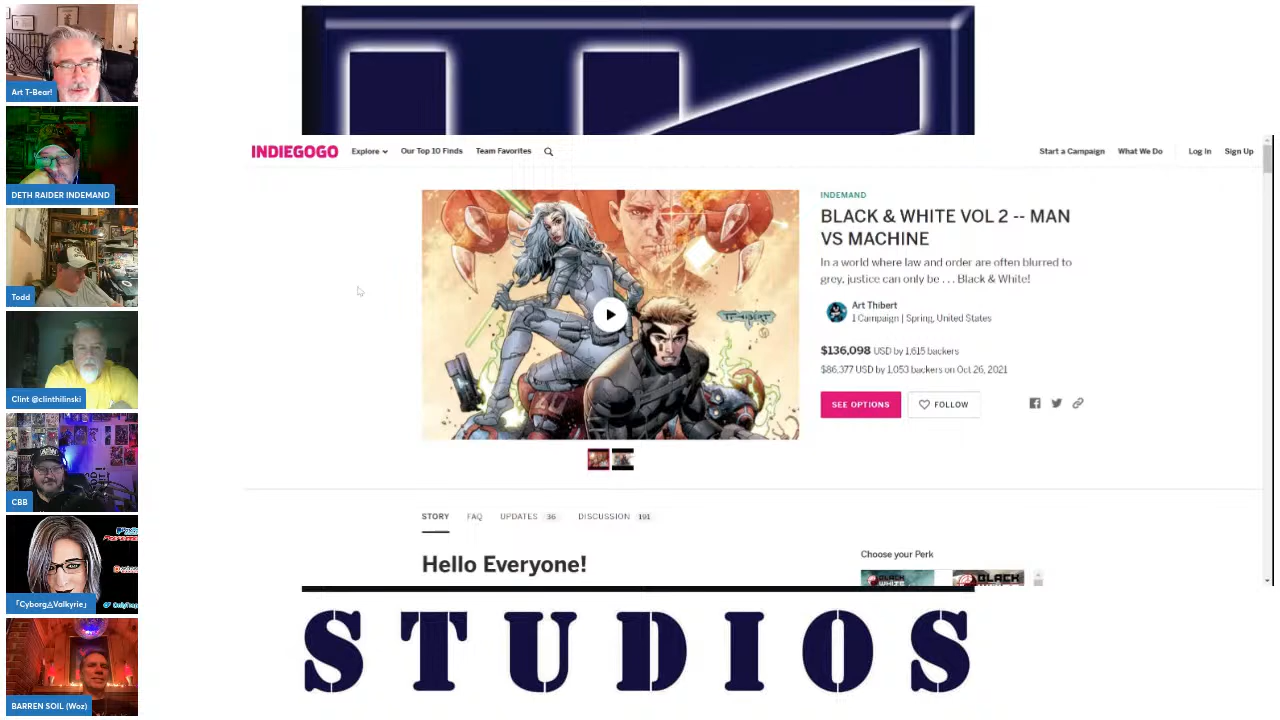 Art T-Bear!
DETH RAIDER INDEMAND
Todd
Clint @clinthilinski
CBB
「Cyborg◬Valkyrie」
BARREN SOIL (Woz)
INDIEGOGO Explore Our Top 10 Finds Team Favorites
Start a Campaign What We Do Log In Sign Up
THIBERT
INDEMAND
BLACK & WHITE VOL 2 -- MAN
VS MACHINE
In a world where law and order are often blurred to
grey, justice can only be . . . Black & White!
Art Thibert
1 Campaign | Spring, United States
$136,098 USD by 1,615 backers
$86,377 USD by 1,053 backers on Oct 26, 2021
SEE OPTIONS FOLLOW
STORY FAQ UPDATES 36 DISCUSSION 191
Hello Everyone!
Choose your Perk
BLACK
BLACK
STUDIOS